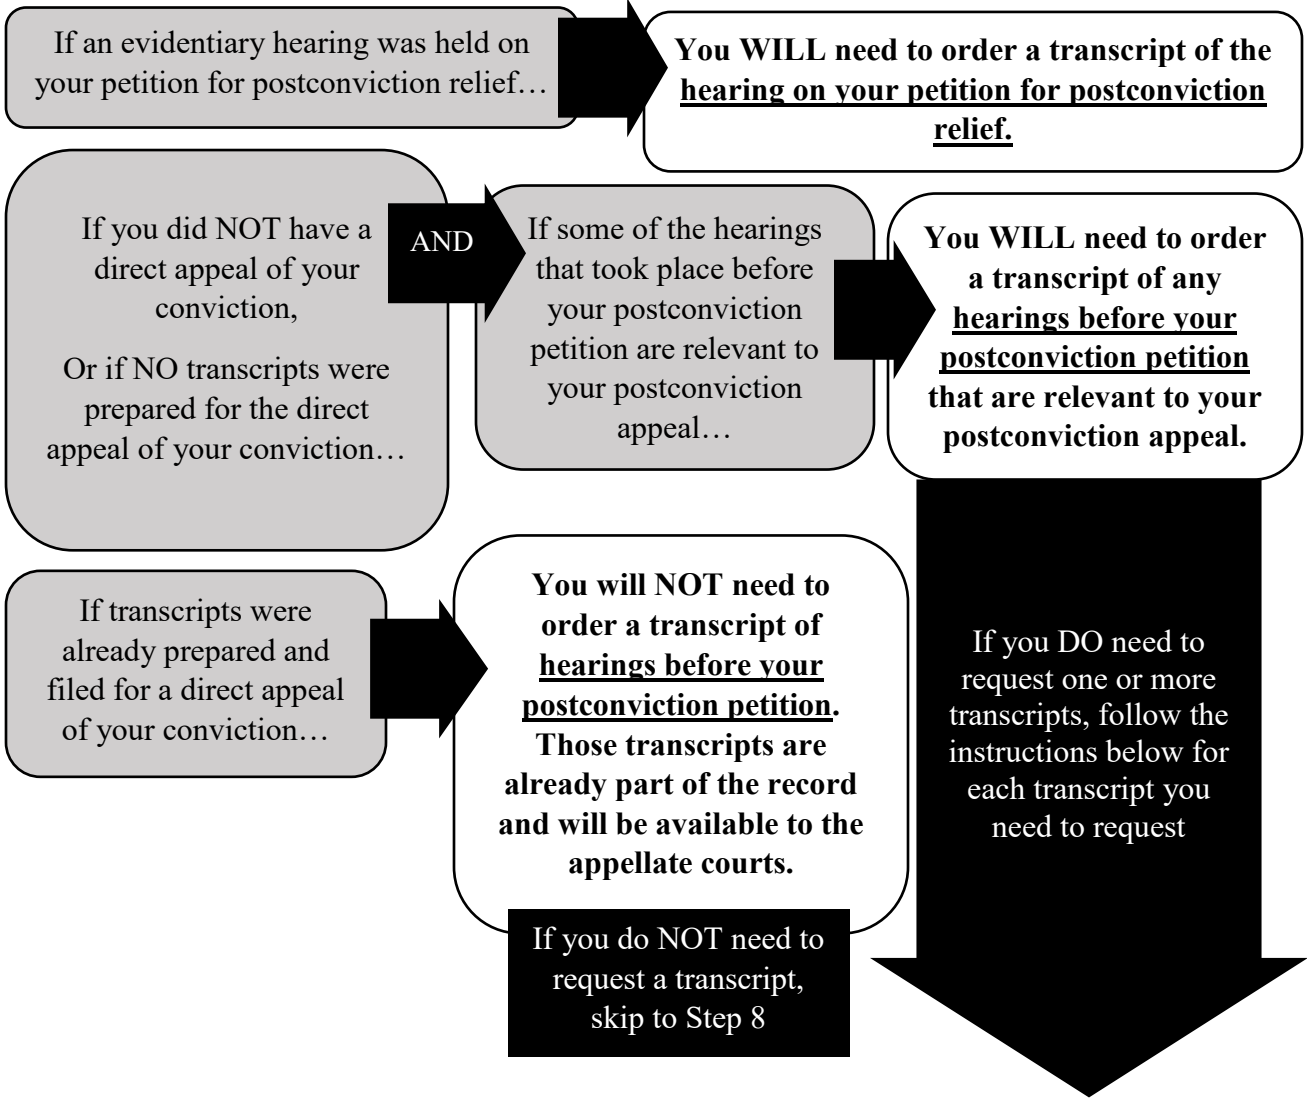 If an evidentiary hearing was held on
your petition for postconviction relief…
You WILL need to order a transcript of the
hearing on your petition for postconviction
relief.
If you did NOT have a
direct appeal of your
conviction,
Or if NO transcripts were
prepared for the direct
appeal of your conviction…
AND
If some of the hearings
that took place before
your postconviction
petition are relevant to
your postconviction
appeal…
You WILL need to order
a transcript of any
hearings before your
postconviction petition
that are relevant to your
postconviction appeal.
If transcripts were
already prepared and
filed for a direct appeal
of your conviction…
You will NOT need to
order a transcript of
hearings before your
postconviction petition.
Those transcripts are
already part of the record
and will be available to the
appellate courts.
If you do NOT need to
request a transcript,
skip to Step 8
If you DO need to
request one or more
transcripts, follow the
instructions below for
each transcript you
need to request